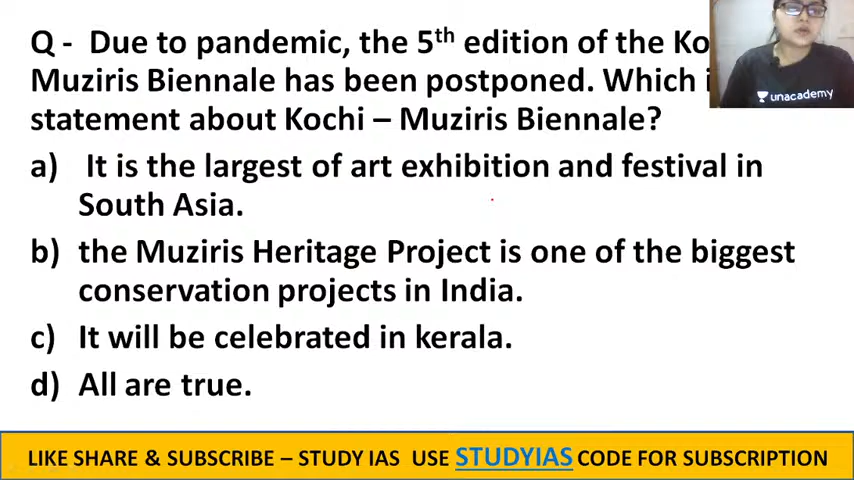 Q - Due to pandemic, the 5th edition of the Ko
Muziris Biennale has been postponed. Which
statement about Kochi – Muziris Biennale?
a) It is the largest of art exhibition and festival in
South Asia.
b) the Muziris Heritage Project is one of the biggest
conservation projects in India.
c) It will be celebrated in kerala.
d) All are true.
unacademy
LIKE SHARE & SUBSCRIBE – STUDY IAS USE STUDYIAS CODE FOR SUBSCRIPTION